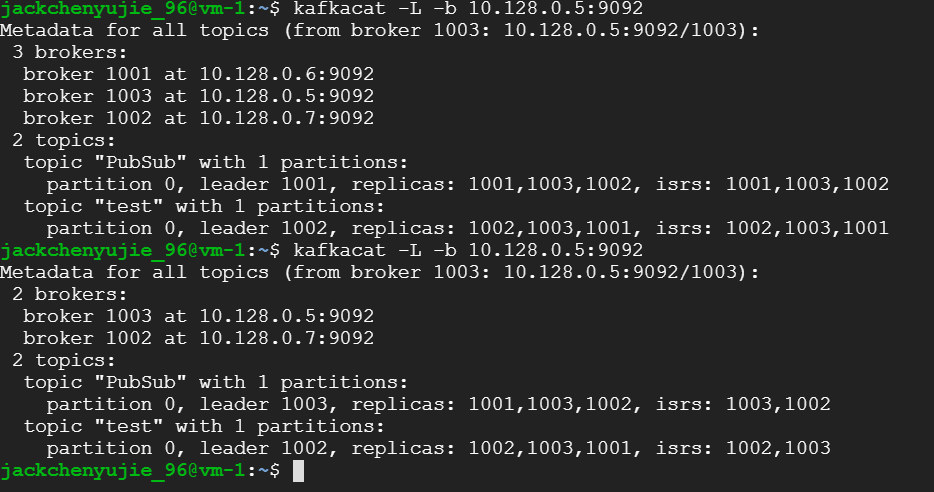 jackchenyujie_96@vm-1:~$ kafkacat -L -b 10.128.0.5:9092
Metadata for all topics (from broker 1003: 10.128.0.5:9092/1003):
 3 brokers:
  broker 1001 at 10.128.0.6:9092
  broker 1003 at 10.128.0.5:9092
  broker 1002 at 10.128.0.7:9092
 2 topics:
  topic "PubSub" with 1 partitions:
    partition 0, leader 1001, replicas: 1001,1003,1002, isrs: 1001,1003,1002
  topic "test" with 1 partitions:
    partition 0, leader 1002, replicas: 1002,1003,1001, isrs: 1002,1003,1001
jackchenyujie_96@vm-1:~$ kafkacat -L -b 10.128.0.5:9092
Metadata for all topics (from broker 1003: 10.128.0.5:9092/1003):
 2 brokers:
  broker 1003 at 10.128.0.5:9092
  broker 1002 at 10.128.0.7:9092
 2 topics:
  topic "PubSub" with 1 partitions:
    partition 0, leader 1003, replicas: 1001,1003,1002, isrs: 1003,1002
  topic "test" with 1 partitions:
    partition 0, leader 1002, replicas: 1002,1003,1001, isrs: 1002,1003
jackchenyujie_96@vm-1:~$